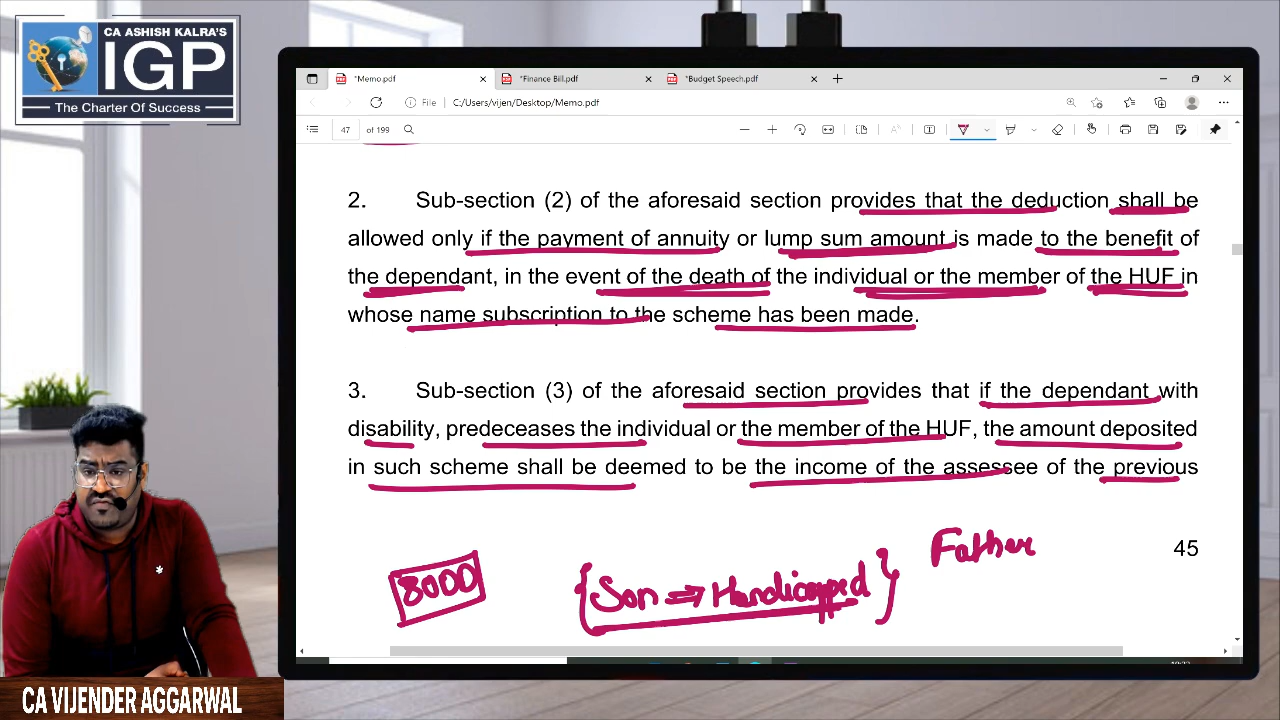 CA ASHISH KALRA'S
IGP
The Charter Of Success
*Memo.pdf
*Finance Bill.pdf
*Budget Speech.pdf
File
C:/Users/vijen/Desktop/Memo.pdf
47 of 199
2. Sub-section (2) of the aforesaid section provides that the deduction shall be
allowed only if the payment of annuity or lump sum amount is made to the benefit of
the dependant, in the event of the death of the individual or the member of the HUF in
whose name subscription to the scheme has been made.
3. Sub-section (3) of the aforesaid section provides that if the dependant with
disability, predeceases the individual or the member of the HUF, the amount deposited
in such scheme shall be deemed to be the income of the assessee of the previous
45
Father
8000
{Son ⇒ Handicapped}
CA VIJENDER AGGARWAL